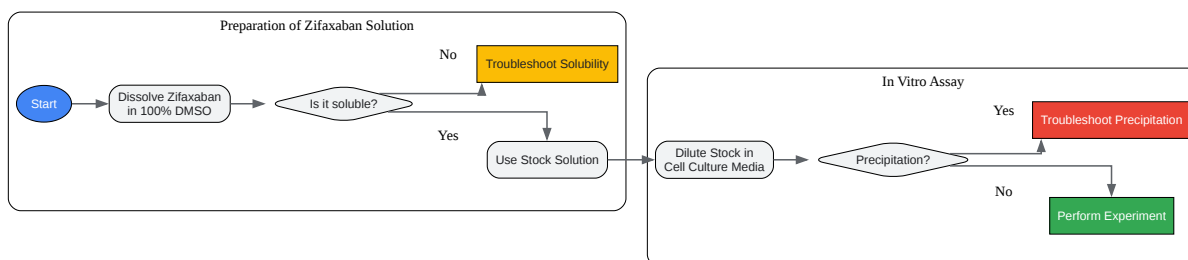 Preparation of Zifaxaban Solution
Start
Dissolve Zifaxaban
in 100% DMSO
Is it soluble?
No
Troubleshoot Solubility
Yes
Use Stock Solution
In Vitro Assay
Dilute Stock in
Cell Culture Media
Precipitation?
Yes
Troubleshoot Precipitation
No
Perform Experiment